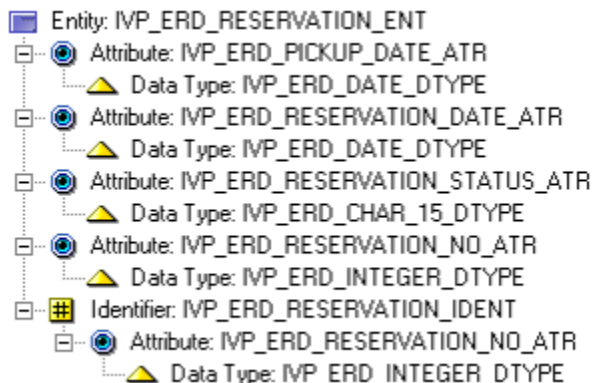 Entity: IVP_ERD_RESERVATION_ENT
Attribute: IVP_ERD_PICKUP_DATE_ATR
Data Type: IVP_ERD_DATE_DTYPE
Attribute: IVP_ERD_RESERVATION_DATE_ATR
Data Type: IVP_ERD_DATE_DTYPE
Attribute: IVP_ERD_RESERVATION_STATUS_ATR
Data Type: IVP_ERD_CHAR_15_DTYPE
Attribute: IVP_ERD_RESERVATION_NO_ATR
Data Type: IVP_ERD_INTEGER_DTYPE
Identifier: IVP_ERD_RESERVATION_IDENT
Attribute: IVP_ERD_RESERVATION_NO_ATR
Data Type: IVP_ERD_INTEGER_DTYPE